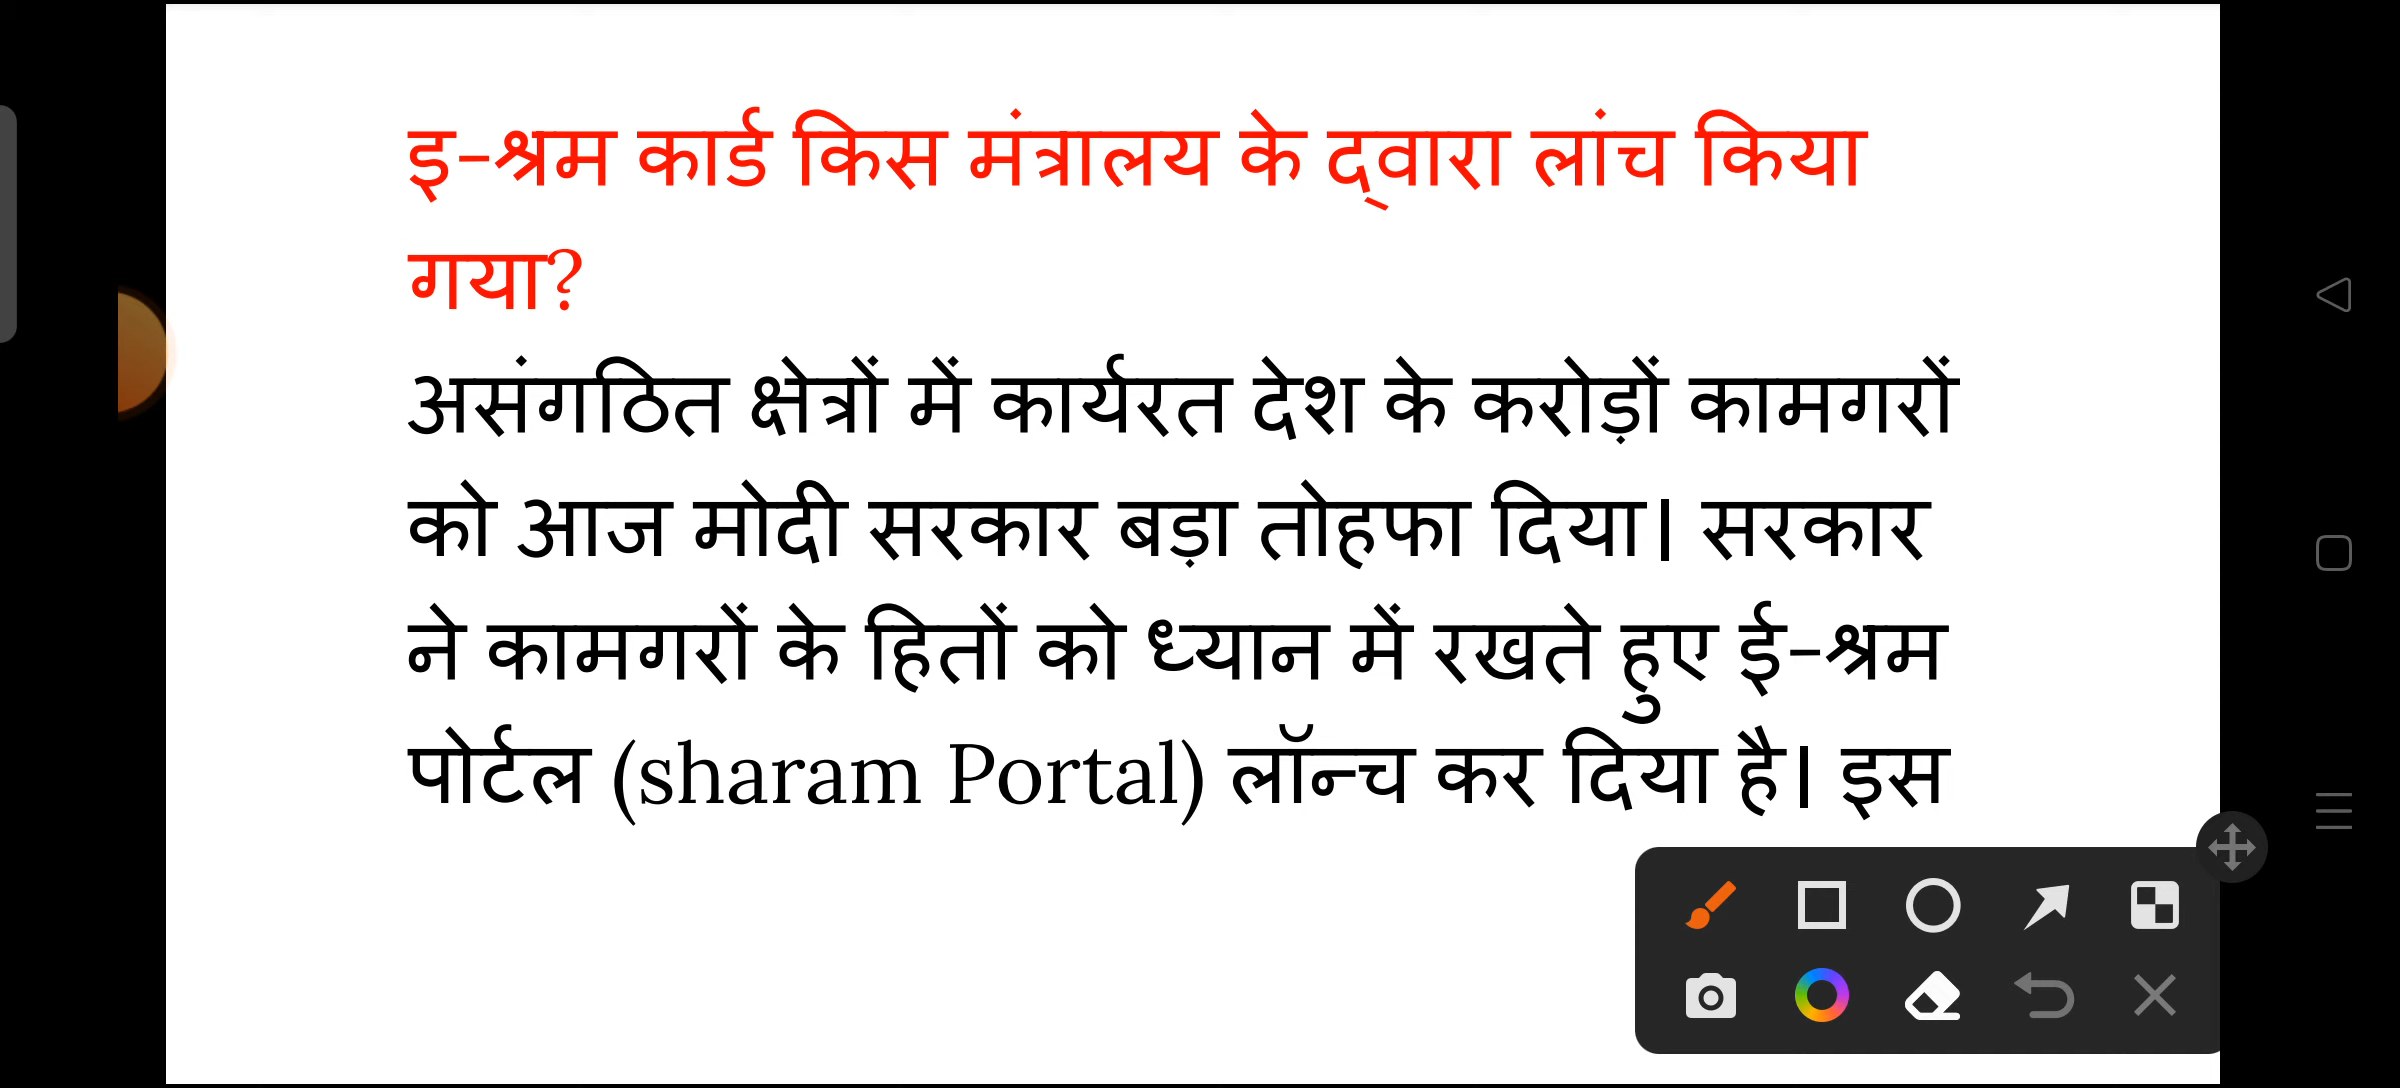 इ-श्रम कार्ड किस मंत्रालय के द्‌वारा लांच किया
गया?
असंगठित क्षेत्रों में कार्यरत देश के करोड़ों कामगरों
को आज मोदी सरकार बड़ा तोहफा दिया। सरकार
ने कामगरों के हितों को ध्यान में रखते हुए ई-श्रम
पोर्टल (sharam Portal) लॉन्च कर दिया है। इस